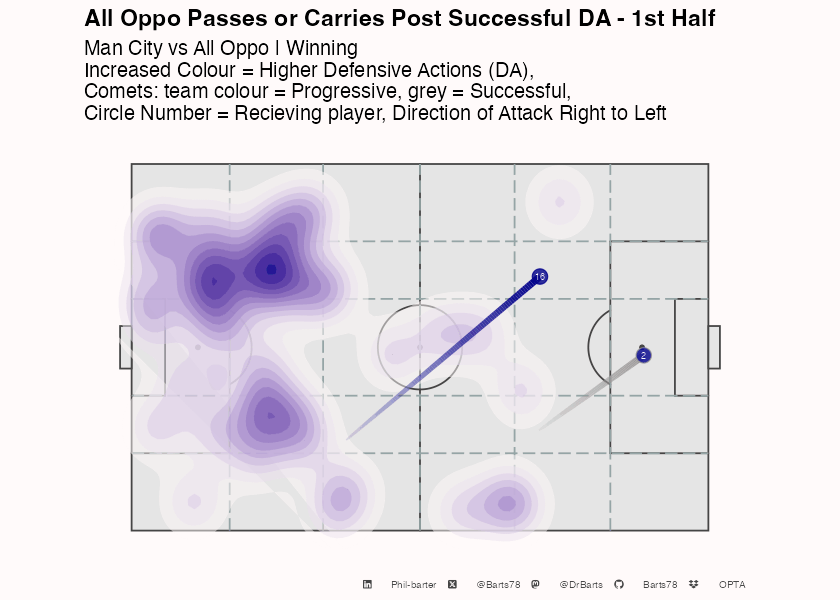 All Oppo Passes or Carries Post Successful DA - 1st Half
Man City vs All Oppo | Winning
Increased Colour = Higher Defensive Actions (DA),
Comets: team colour = Progressive, grey = Successful,
Circle Number = Recieving player, Direction of Attack Right to Left
16
2
Phil-barter @Barts78 @DrBarts Barts78 OPTA